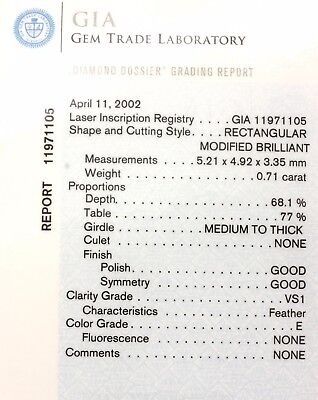 GIA
GEM TRADE LABORATORY
DIAMOND DOSSIER® GRADING REPORT
REPORT 11971105
April 11, 2002
Laser Inscription Registry . . . . GIA 11971105
Shape and Cutting Style . . . . RECTANGULAR
MODIFIED BRILLIANT
Measurements . . . . 5.21 x 4.92 x 3.35 mm
Weight . . . . . . . . . . . . . . . . . 0.71 carat
Proportions
Depth. . . . . . . . . . . . . . . . . . . . . 68.1 %
Table . . . . . . . . . . . . . . . . . . . . . . 77 %
Girdle . . . . . . . . . . MEDIUM TO THICK
Culet . . . . . . . . . . . . . . . . . . . . . NONE
Finish
Polish. . . . . . . . . . . . . . . . . . . GOOD
Symmetry . . . . . . . . . . . . . . . GOOD
Clarity Grade . . . . . . . . . . . . . . . . . . . VS1
Characteristics . . . . . . . . . . . . . Feather
Color Grade. . . . . . . . . . . . . . . . . . . . . . E
Fluorescence . . . . . . . . . . . . . . . NONE
Comments . . . . . . . . . . . . . . . . . . . NONE